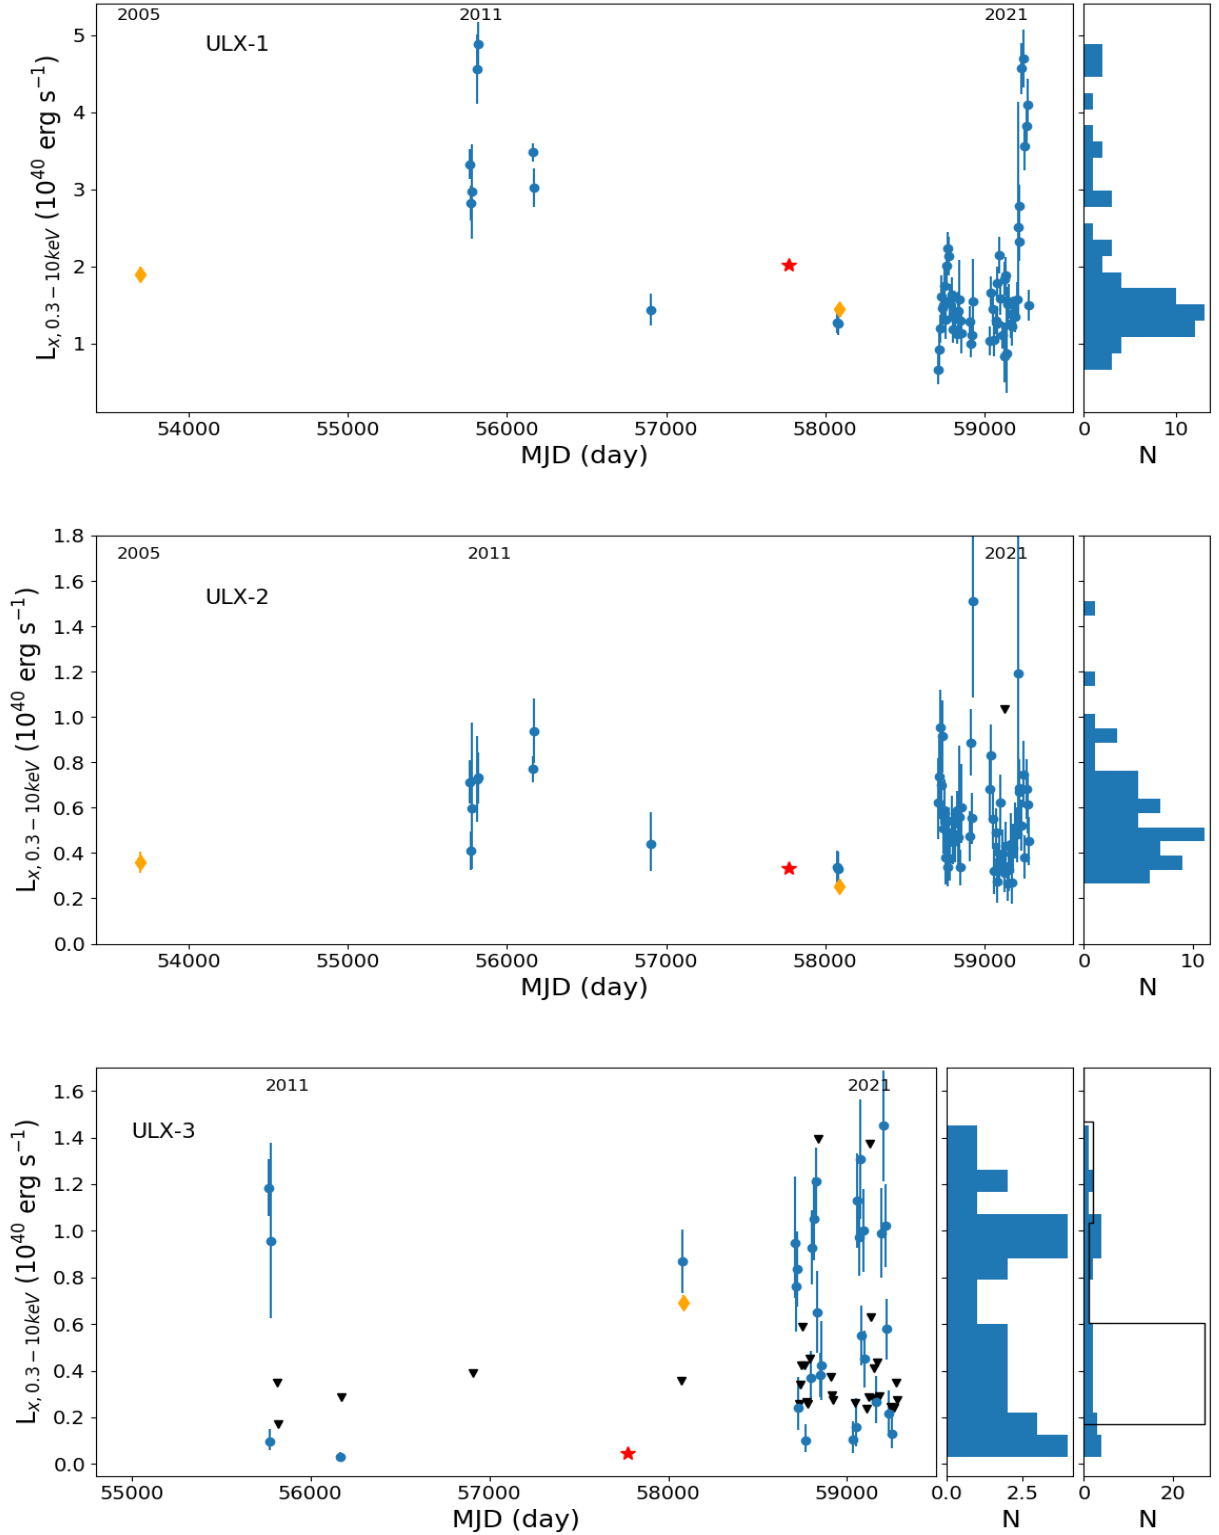 2005 2011 2021
ULX-1
5
4
3
2
1
L_{x, 0.3-10keV} (10^{40} erg s^{-1})
54000 55000 56000 57000 58000 59000 0 10
MJD (day) N
2005 2011 2021
ULX-2
1.8
1.6
1.4
1.2
1.0
0.8
0.6
0.4
0.2
0.0
L_{x, 0.3-10keV} (10^{40} erg s^{-1})
54000 55000 56000 57000 58000 59000 0 10
MJD (day) N
2011 2021
ULX-3
1.6
1.4
1.2
1.0
0.8
0.6
0.4
0.2
0.0
L_{x, 0.3-10keV} (10^{40} erg s^{-1})
55000 56000 57000 58000 59000 0.0 2.5 0 20
MJD (day) N N